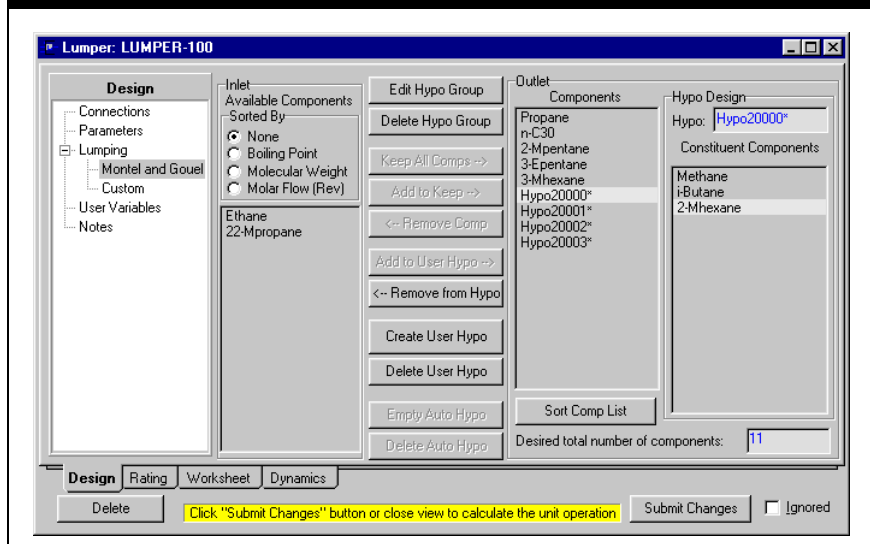 Lumper: LUMPER-100
Design
Connections
Parameters
Lumping
Montel and Gouel
Custom
User Variables
Notes
Inlet
Available Components
Sorted By
None
Boiling Point
Molecular Weight
Molar Flow (Rev)
Ethane
22-Mpropane
Edit Hypo Group
Delete Hypo Group
Keep All Comps -->
Add to Keep -->
<-- Remove Comp
Add to User Hypo -->
<-- Remove from Hypo
Create User Hypo
Delete User Hypo
Empty Auto Hypo
Delete Auto Hypo
Outlet
Components
Propane
n-C30
2-Mpentane
3-Epentane
3-Mhexane
Hypo20000*
Hypo20001*
Hypo20002*
Hypo20003*
Sort Comp List
Hypo Design
Hypo: Hypo20000*
Constituent Components
Methane
i-Butane
2-Mhexane
Desired total number of components: 11
Design Rating Worksheet Dynamics
Delete
Click "Submit Changes" button or close view to calculate the unit operation
Submit Changes
Ignored